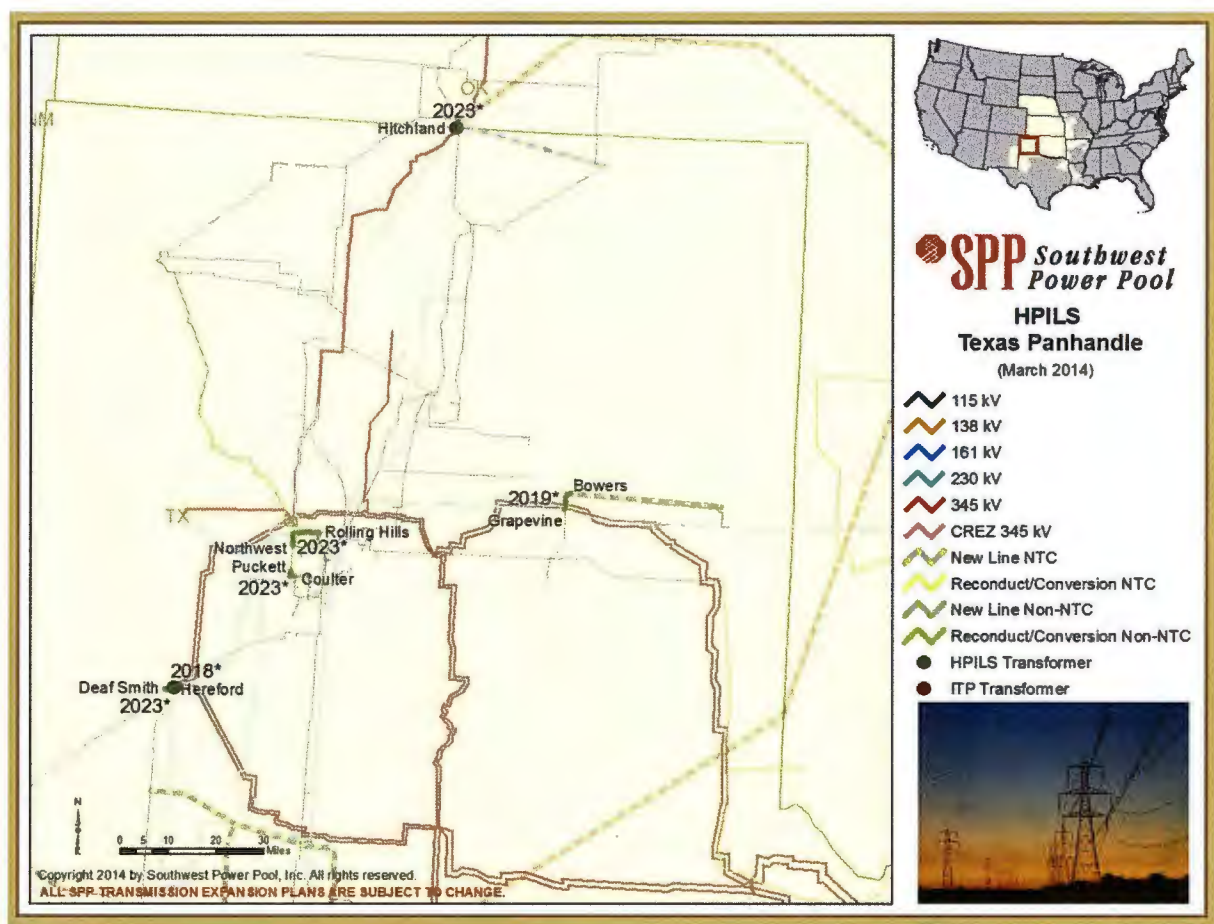 OK
2023*
Hitchland
NM
Bowers
2019*
Grapevine
TX
Rolling Hills
Northwest
2023*
Puckett
Coulter
2023*
2018*
Deaf Smith
Hereford
2023*
N
0 5 10 20 30
Miles
Copyright 2014 by Southwest Power Pool, Inc. All rights reserved.
ALL SPP TRANSMISSION EXPANSION PLANS ARE SUBJECT TO CHANGE.
SPP Southwest
Power Pool
HPILS
Texas Panhandle
(March 2014)
115 kV
138 kV
161 kV
230 kV
345 kV
CREZ 345 kV
New Line NTC
Reconduct/Conversion NTC
New Line Non-NTC
Reconduct/Conversion Non-NTC
HPILS Transformer
ITP Transformer